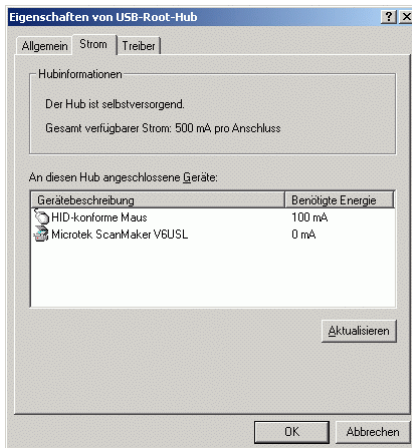 Eigenschaften von USB-Root-Hub
Allgemein Strom Treiber
Hubinformationen
Der Hub ist selbstversorgend.
Gesamt verfügbarer Strom: 500 mA pro Anschluss
An diesen Hub angeschlossene Geräte:
Gerätebeschreibung Benötigte Energie
HID-konforme Maus 100 mA
Microtek ScanMaker V6USL 0 mA
Aktualisieren
OK Abbrechen